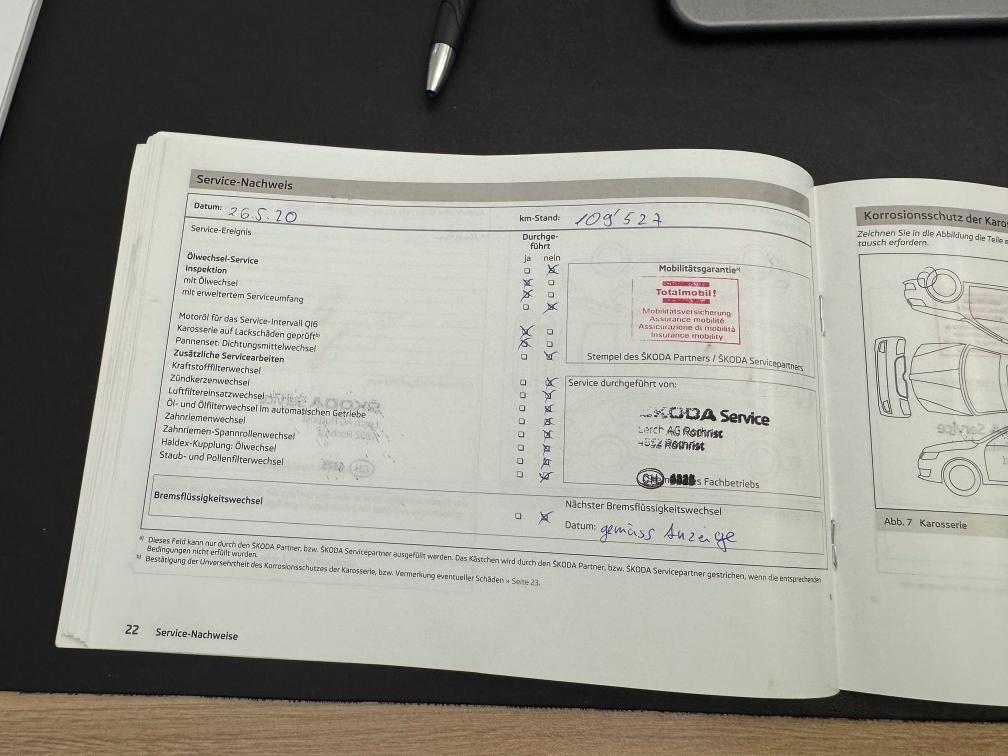 Service-Nachweis
Datum: 26.5.20
km-Stand: 109'527
Service-Ereignis
Durchge-
führt
ja nein
Ölwechsel-Service
Inspektion
mit Ölwechsel
mit erweitertem Serviceumfang
Motoröl für das Service-Intervall QI6
Karosserie auf Lackschäden geprüft b)
Pannenset: Dichtungsmittelwechsel
Zusätzliche Servicearbeiten
Kraftstofffilterwechsel
Zündkerzenwechsel
Luftfiltereinsatzwechsel
Öl- und Ölfilterwechsel im automatischen Getriebe
Zahnriemenwechsel
Zahnriemen-Spannrollenwechsel
Haldex-Kupplung: Ölwechsel
Staub- und Pollenfilterwechsel
Mobilitätsgarantie a)
Totalmobil!
Mobilitätsversicherung
Assurance mobilité
Assicurazione di mobilità
Insurance mobility
Stempel des ŠKODA Partners / ŠKODA Servicepartners
Service durchgeführt von:
ŠKODA Service
Lerch AG Rothrist
4852 Rothrist
CH
s Fachbetriebs
Bremsflüssigkeitswechsel
Nächster Bremsflüssigkeitswechsel
Datum: gemäss Anzeige
a) Dieses Feld kann nur durch den ŠKODA Partner, bzw. ŠKODA Servicepartner ausgefüllt werden. Das Kästchen wird durch den ŠKODA Partner, bzw. ŠKODA Servicepartner gestrichen, wenn die entsprechenden
Bedingungen nicht erfüllt wurden.
b) Bestätigung der Unversehrtheit des Korrosionsschutzes der Karosserie, bzw. Vermerkung eventueller Schäden » Seite 23.
22 Service-Nachweise
Korrosionsschutz der Karos
Zeichnen Sie in die Abbildung die Teile e
tausch erfordern.
Abb. 7 Karosserie